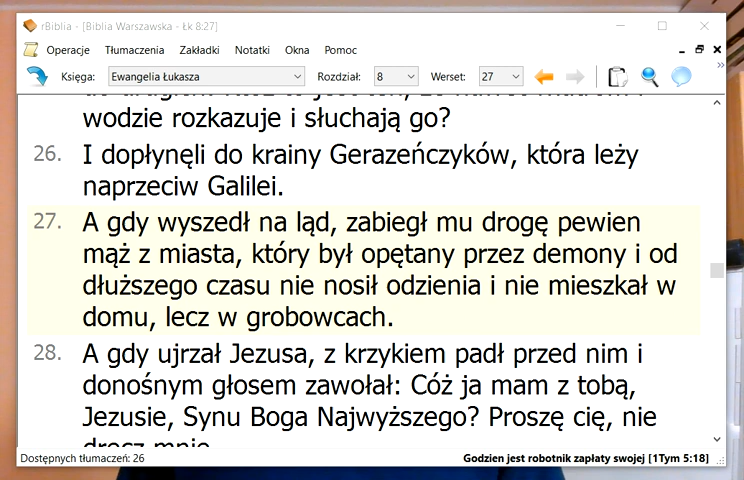 rBiblia - [Biblia Warszawska - Łk 8:27]
Operacje Tłumaczenia Zakładki Notatki Okna Pomoc
Księga: Ewangelia Łukasza Rozdział: 8 Werset: 27
wodzie rozkazuje i słuchają go?
26. I dopłynęli do krainy Gerazeńczyków, która leży
naprzeciw Galilei.
27. A gdy wyszedł na ląd, zabiegł mu drogę pewien
mąż z miasta, który był opętany przez demony i od
dłuższego czasu nie nosił odzienia i nie mieszkał w
domu, lecz w grobowcach.
28. A gdy ujrzał Jezusa, z krzykiem padł przed nim i
donośnym głosem zawołał: Cóż ja mam z tobą,
Jezusie, Synu Boga Najwyższego? Proszę cię, nie
dręcz mnie
Dostępnych tłumaczeń: 26 Godzien jest robotnik zapłaty swojej [1Tym 5:18]